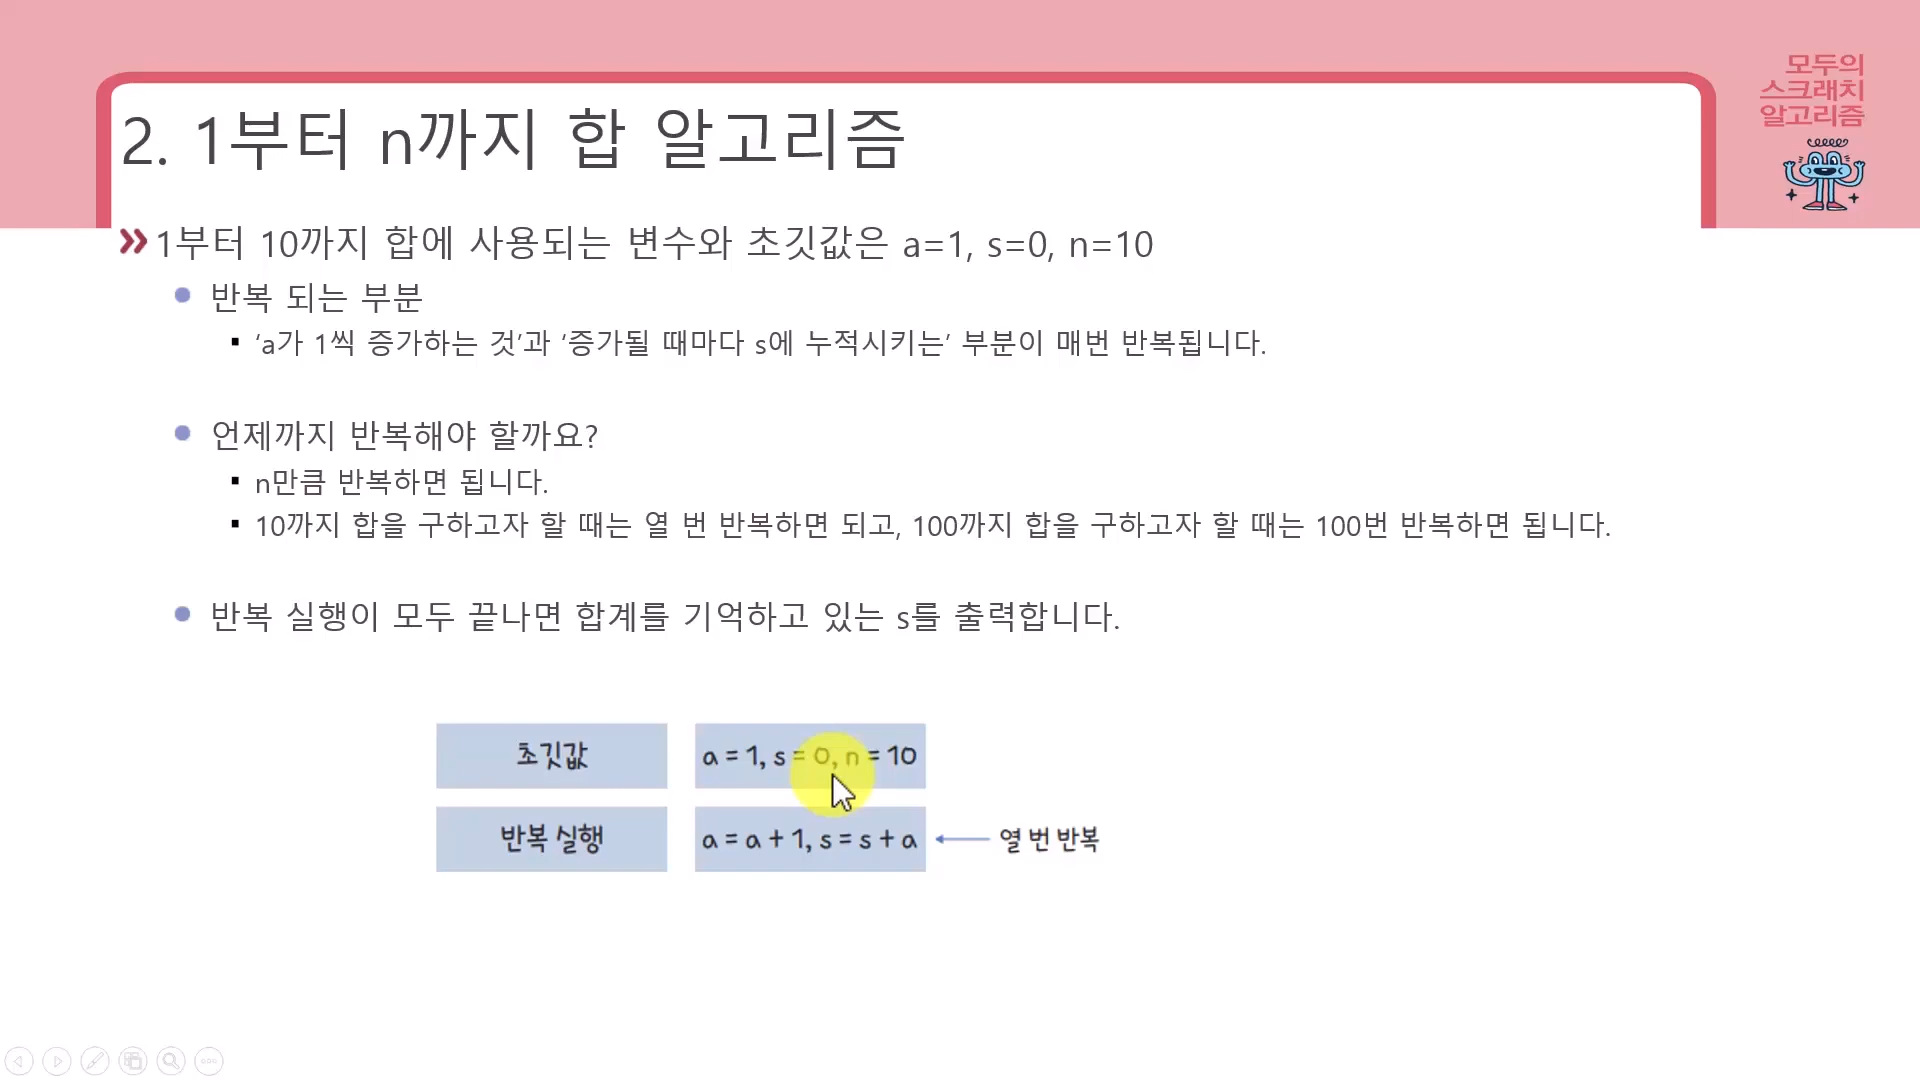 모두의
스크래치
알고리즘
2. 1부터 n까지 합 알고리즘
1부터 10까지 합에 사용되는 변수와 초깃값은 a=1, s=0, n=10
반복 되는 부분
'a가 1씩 증가하는 것'과 ‘증가될 때마다 s에 누적시키는’ 부분이 매번 반복됩니다.
언제까지 반복해야 할까요?
n만큼 반복하면 됩니다.
10까지 합을 구하고자 할 때는 열 번 반복하면 되고, 100까지 합을 구하고자 할 때는 100번 반복하면 됩니다.
반복 실행이 모두 끝나면 합계를 기억하고 있는 s를 출력합니다.
초깃값 a = 1, s = 0, n = 10
반복 실행 a = a + 1, s = s + a 열 번 반복